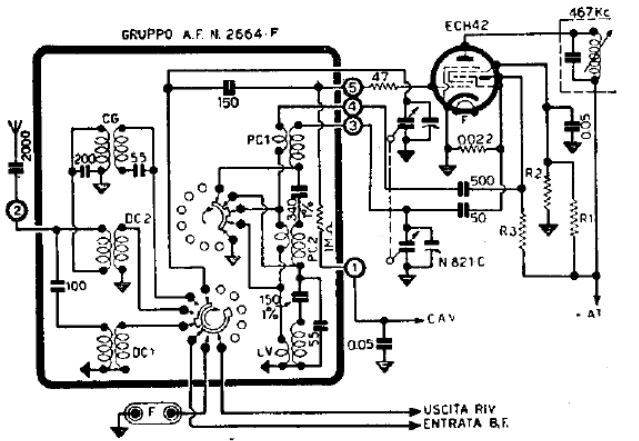 GRUPPO A.F. N. 2664-F
ECH42
467Kc
150
5
47
4
3
CG
PC1
F
0.05
2000
200
55
.0022
2
DC2
340
1%
500
R2
50
R3
R1
PC2
1MΩ
100
N 821 C
1
150
1%
55
DC1
LV
CAV
0.05
- AT
F
USCITA RIV
ENTRATA B.F.